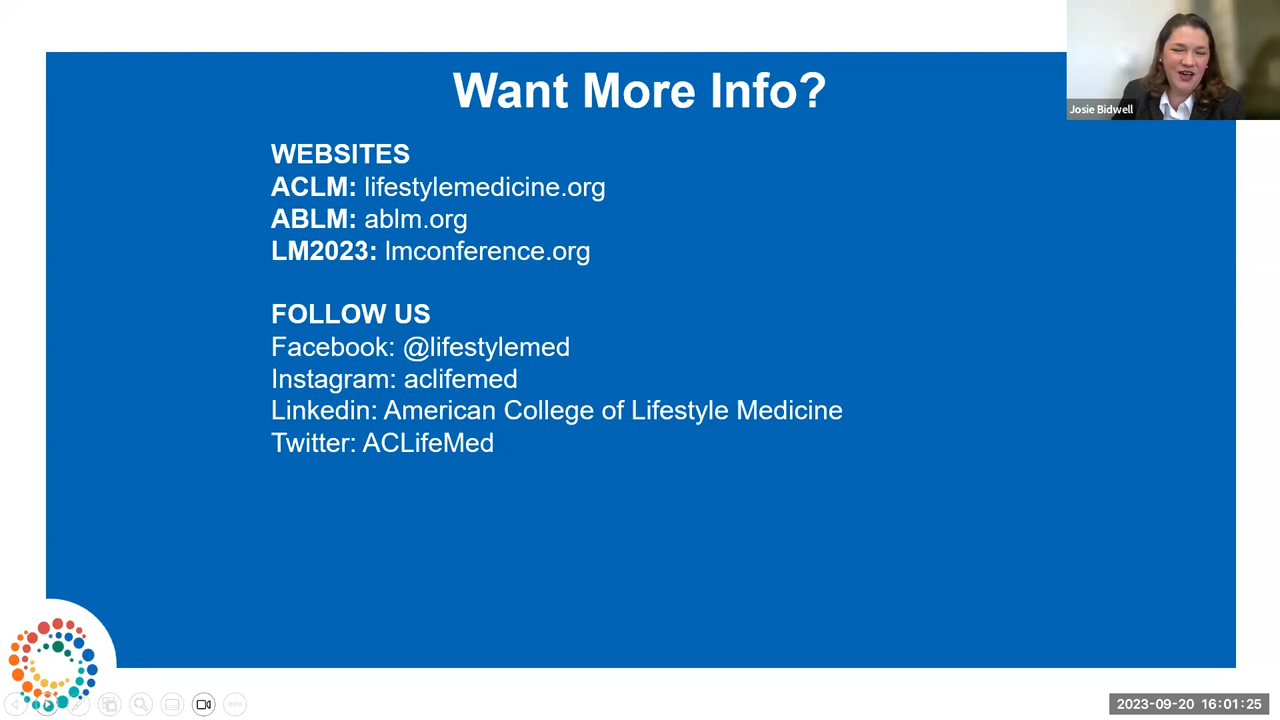 Want More Info?
Josie Bidwell
WEBSITES
ACLM: lifestylemedicine.org
ABLM: ablm.org
LM2023: lmconference.org
FOLLOW US
Facebook: @lifestylemed
Instagram: aclifemed
Linkedin: American College of Lifestyle Medicine
Twitter: ACLifeMed
2023-09-20 16:01:25